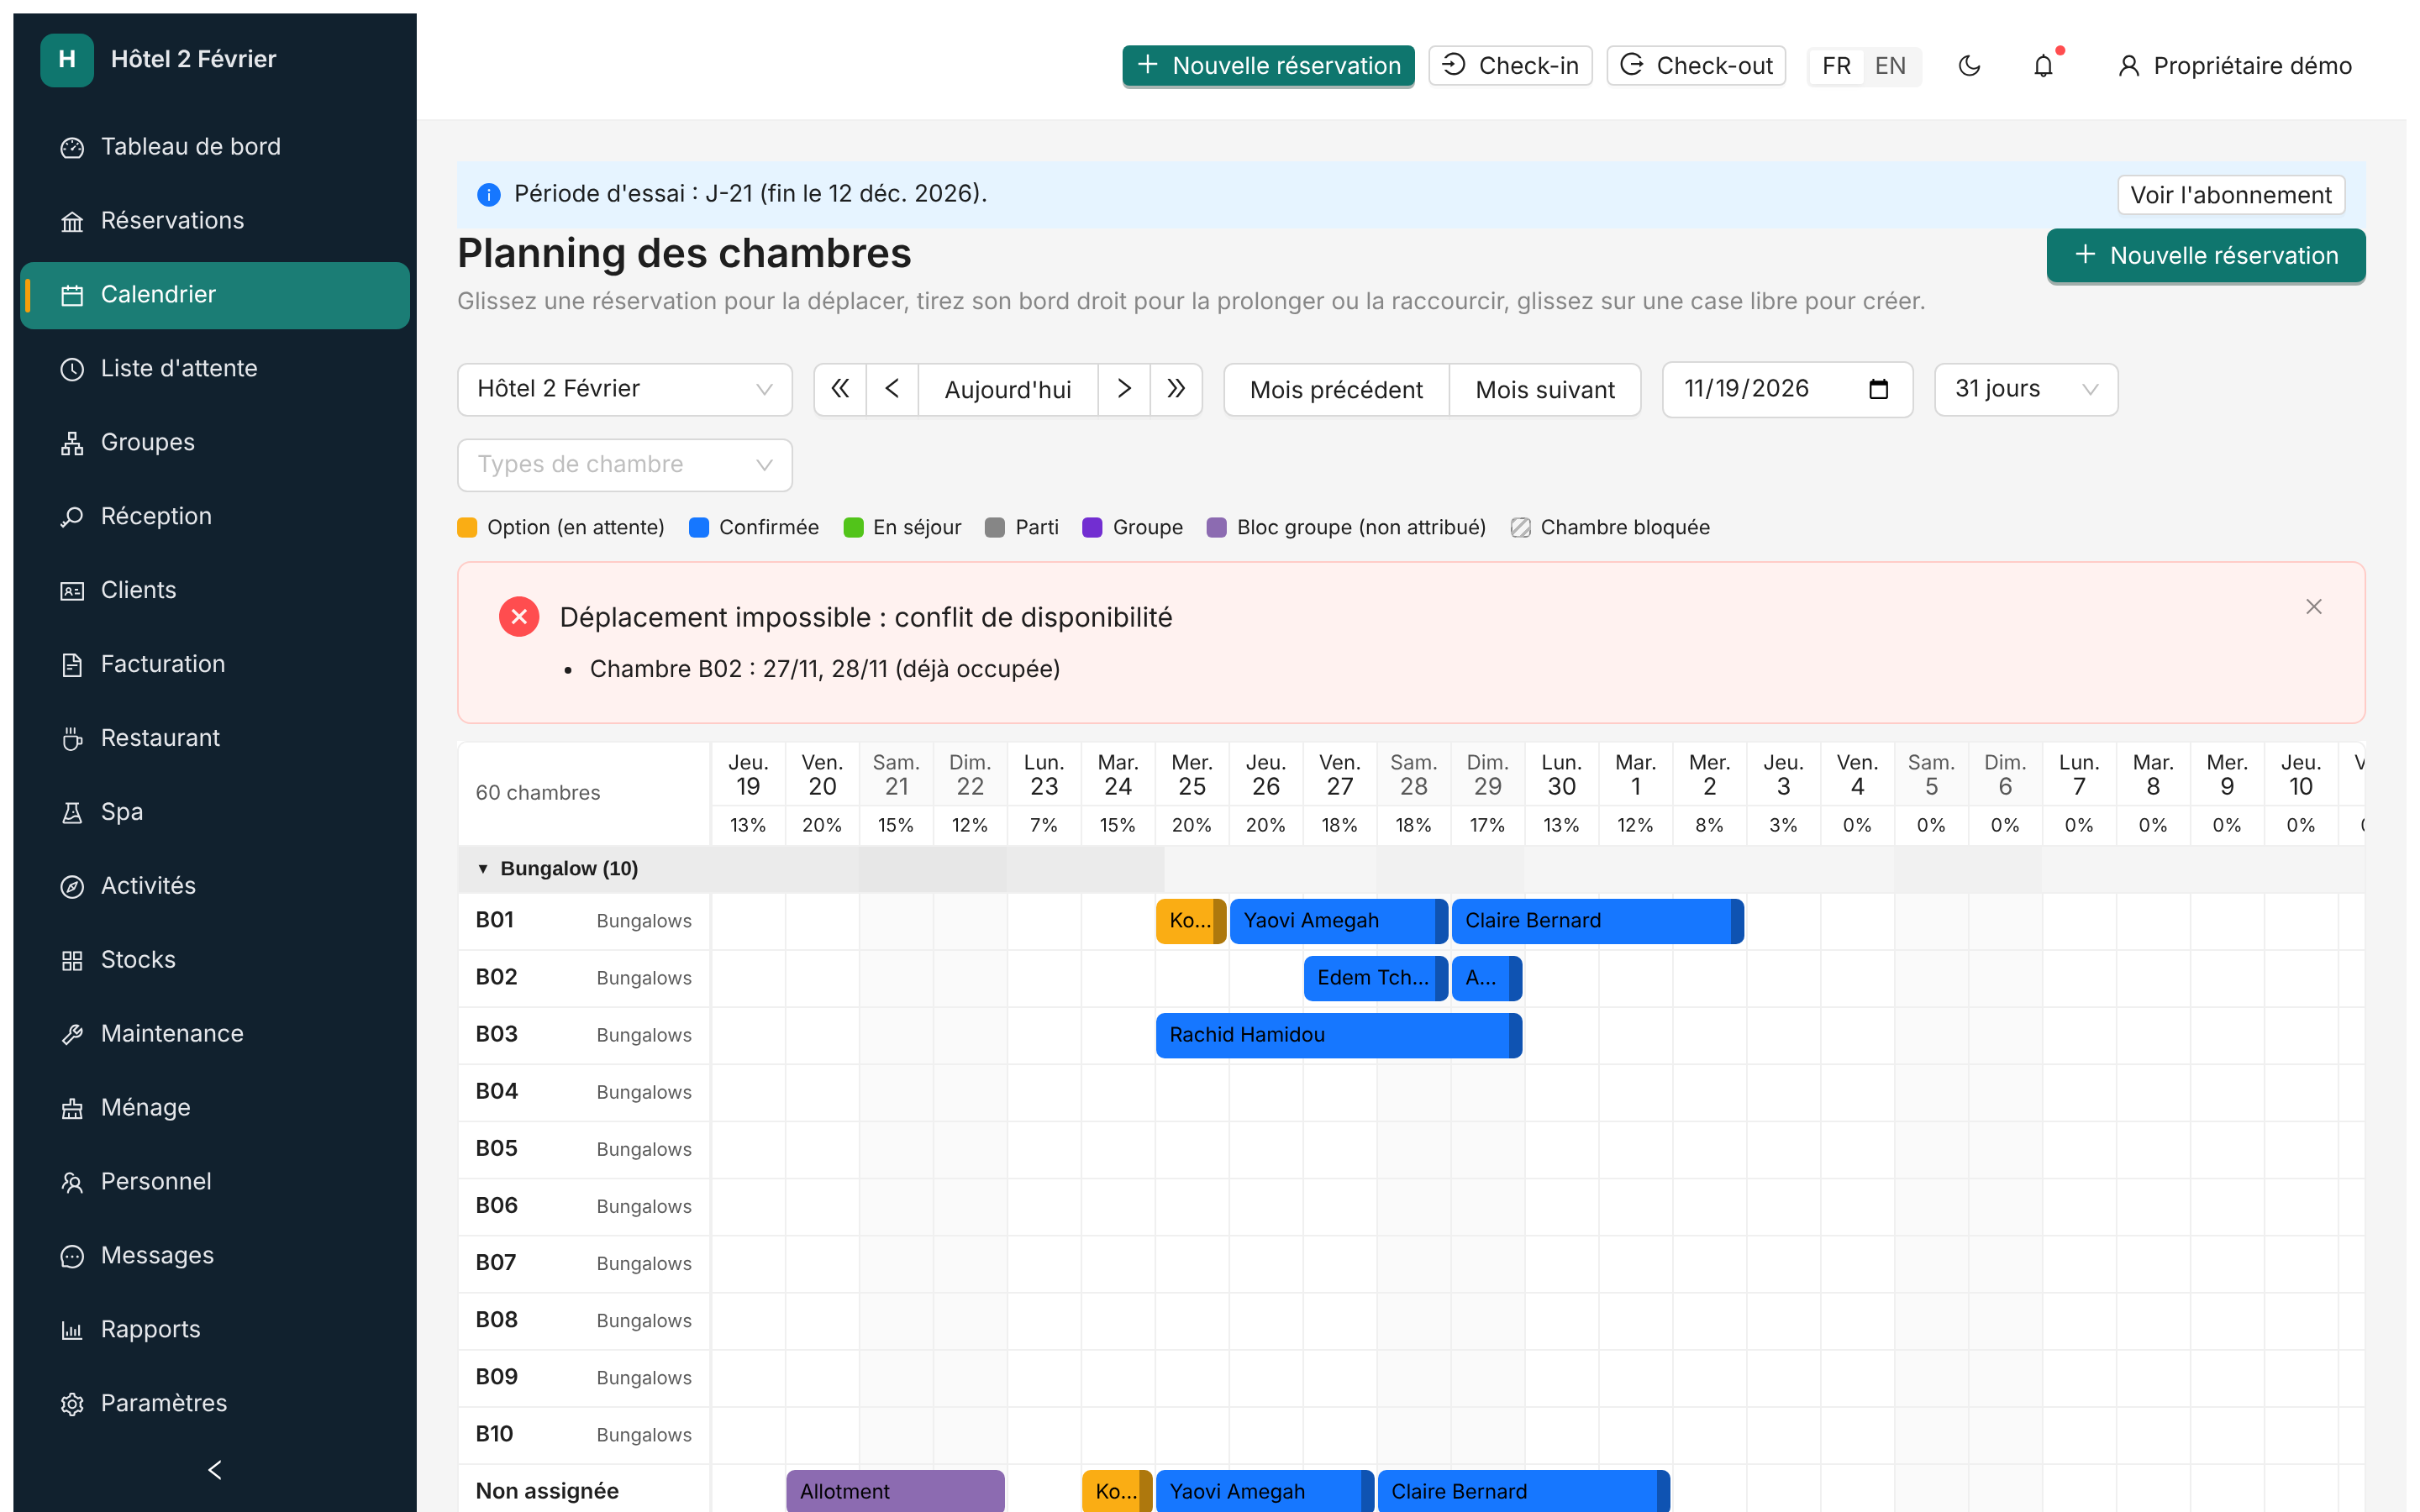 H Hôtel 2 Février
Tableau de bord
Réservations
Calendrier
Liste d'attente
Groupes
Réception
Clients
Facturation
Restaurant
Spa
Activités
Stocks
Maintenance
Ménage
Personnel
Messages
Rapports
Paramètres
+ Nouvelle réservation Check-in Check-out FR EN Propriétaire démo
Période d'essai : J-21 (fin le 12 déc. 2026). Voir l'abonnement
Planning des chambres
+ Nouvelle réservation
Glissez une réservation pour la déplacer, tirez son bord droit pour la prolonger ou la raccourcir, glissez sur une case libre pour créer.
Hôtel 2 Février « < Aujourd'hui > » Mois précédent Mois suivant 11/19/2026 31 jours
Types de chambre
Option (en attente) Confirmée En séjour Parti Groupe Bloc groupe (non attribué) Chambre bloquée
Déplacement impossible : conflit de disponibilité
• Chambre B02 : 27/11, 28/11 (déjà occupée)
60 chambres
Jeu. Ven. Sam. Dim. Lun. Mar. Mer. Jeu. Ven. Sam. Dim. Lun. Mar. Mer. Jeu. Ven. Sam. Dim. Lun. Mar. Mer. Jeu.
19 20 21 22 23 24 25 26 27 28 29 30 1 2 3 4 5 6 7 8 9 10
13% 20% 15% 12% 7% 15% 20% 20% 18% 18% 17% 13% 12% 8% 3% 0% 0% 0% 0% 0% 0% 0%
▼ Bungalow (10)
B01 Bungalows Ko... Yaovi Amegah Claire Bernard
B02 Bungalows Edem Tch... A...
B03 Bungalows Rachid Hamidou
B04 Bungalows
B05 Bungalows
B06 Bungalows
B07 Bungalows
B08 Bungalows
B09 Bungalows
B10 Bungalows
Non assignée Allotment Ko... Yaovi Amegah Claire Bernard